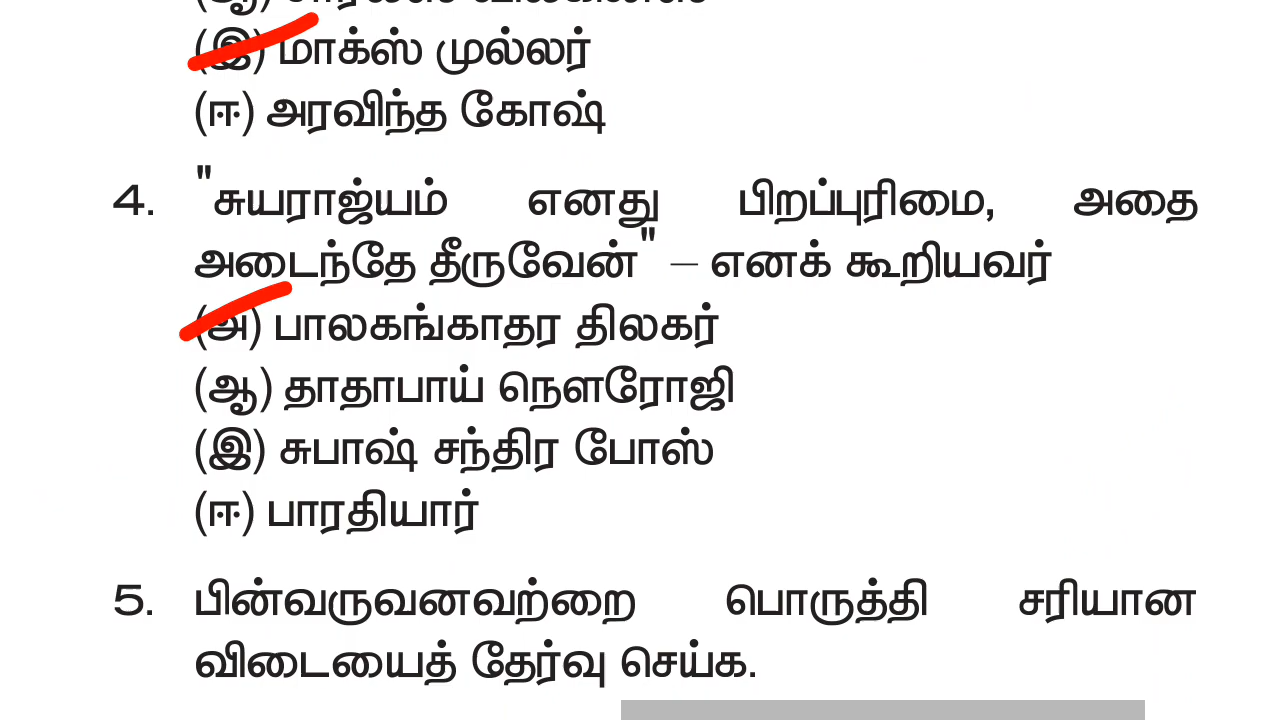 (இ) மாக்ஸ் முல்லர்
(ஈ) அரவிந்த கோஷ்
4. "சுயராஜ்யம் எனது பிறப்புரிமை, அதை
அடைந்தே தீருவேன்" – எனக் கூறியவர்
(அ) பாலகங்காதர திலகர்
(ஆ) தாதாபாய் நௌரோஜி
(இ) சுபாஷ் சந்திர போஸ்
(ஈ) பாரதியார்
5. பின்வருவனவற்றை பொருத்தி சரியான
விடையைத் தேர்வு செய்க.